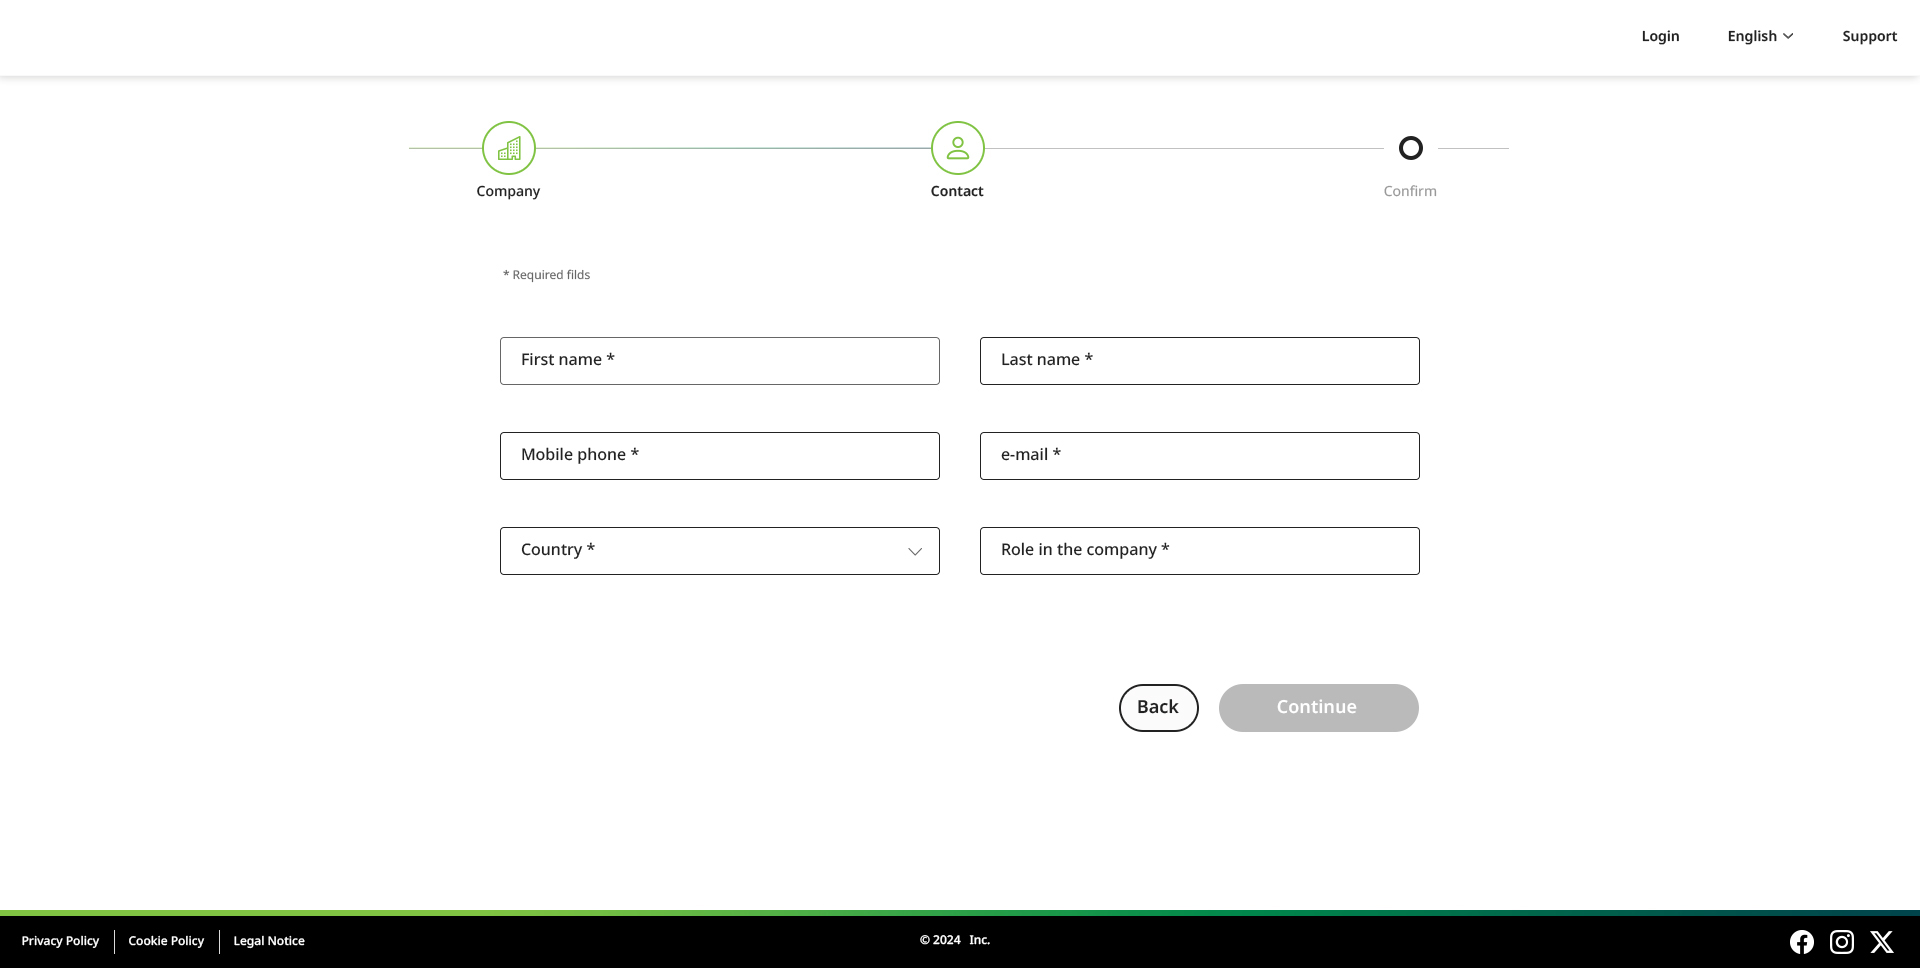 Login English Support
Company Contact Confirm
* Required filds
First name * Last name *
Mobile phone * e-mail *
Country * Role in the company *
Back Continue
Privacy Policy Cookie Policy Legal Notice © 2024 Inc.